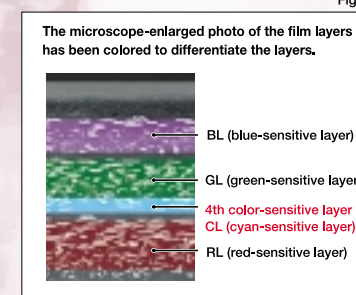 Fig
The microscope-enlarged photo of the film layers
has been colored to differentiate the layers.
BL (blue-sensitive layer)
GL (green-sensitive layer
4th color-sensitive layer
CL (cyan-sensitive layer)
RL (red-sensitive layer)